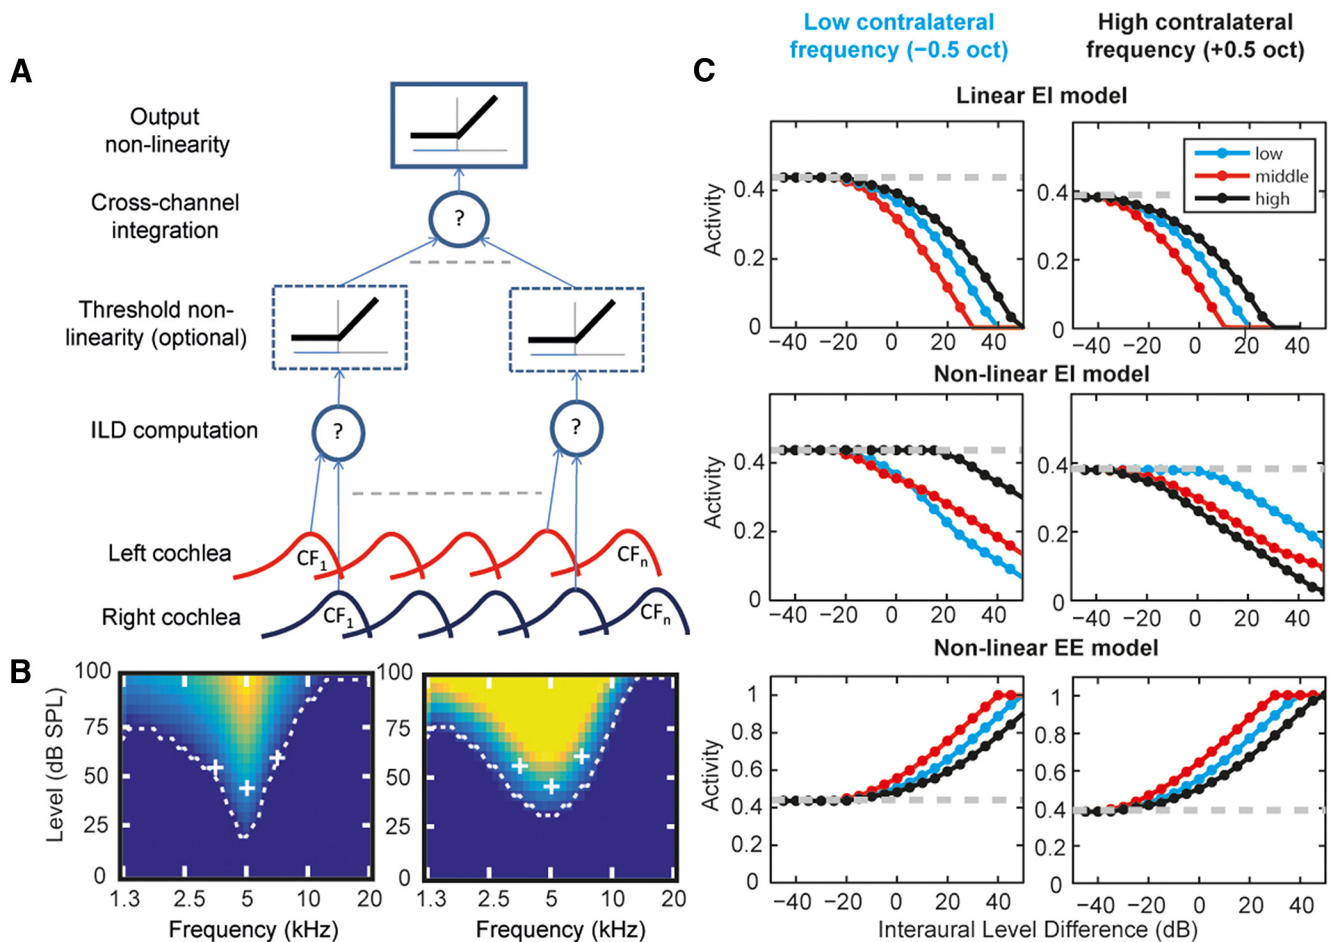 A
Output
non-linearity
Cross-channel
integration
?
Threshold non-
linearity (optional)
ILD computation
?
?
Left cochlea
CF1
CFn
Right cochlea
CF1
CFn
B
Level (dB SPL)
100
75
50
25
0
1.3
2.5
5
10
20
Frequency (kHz)
100
75
50
25
0
1.3
2.5
5
10
20
Frequency (kHz)
C
Low contralateral
frequency (−0.5 oct)
High contralateral
frequency (+0.5 oct)
Linear EI model
Activity
0.4
0.2
0
−40 −20 0 20 40
0.4
0.2
0
−40 −20 0 20 40
low
middle
high
Non-linear EI model
Activity
0.4
0.2
0
−40 −20 0 20 40
0.4
0.2
0
−40 −20 0 20 40
Non-linear EE model
Activity
1
0.8
0.6
0.4
0.2
0
−40 −20 0 20 40
1
0.8
0.6
0.4
0.2
0
−40 −20 0 20 40
Interaural Level Difference (dB)